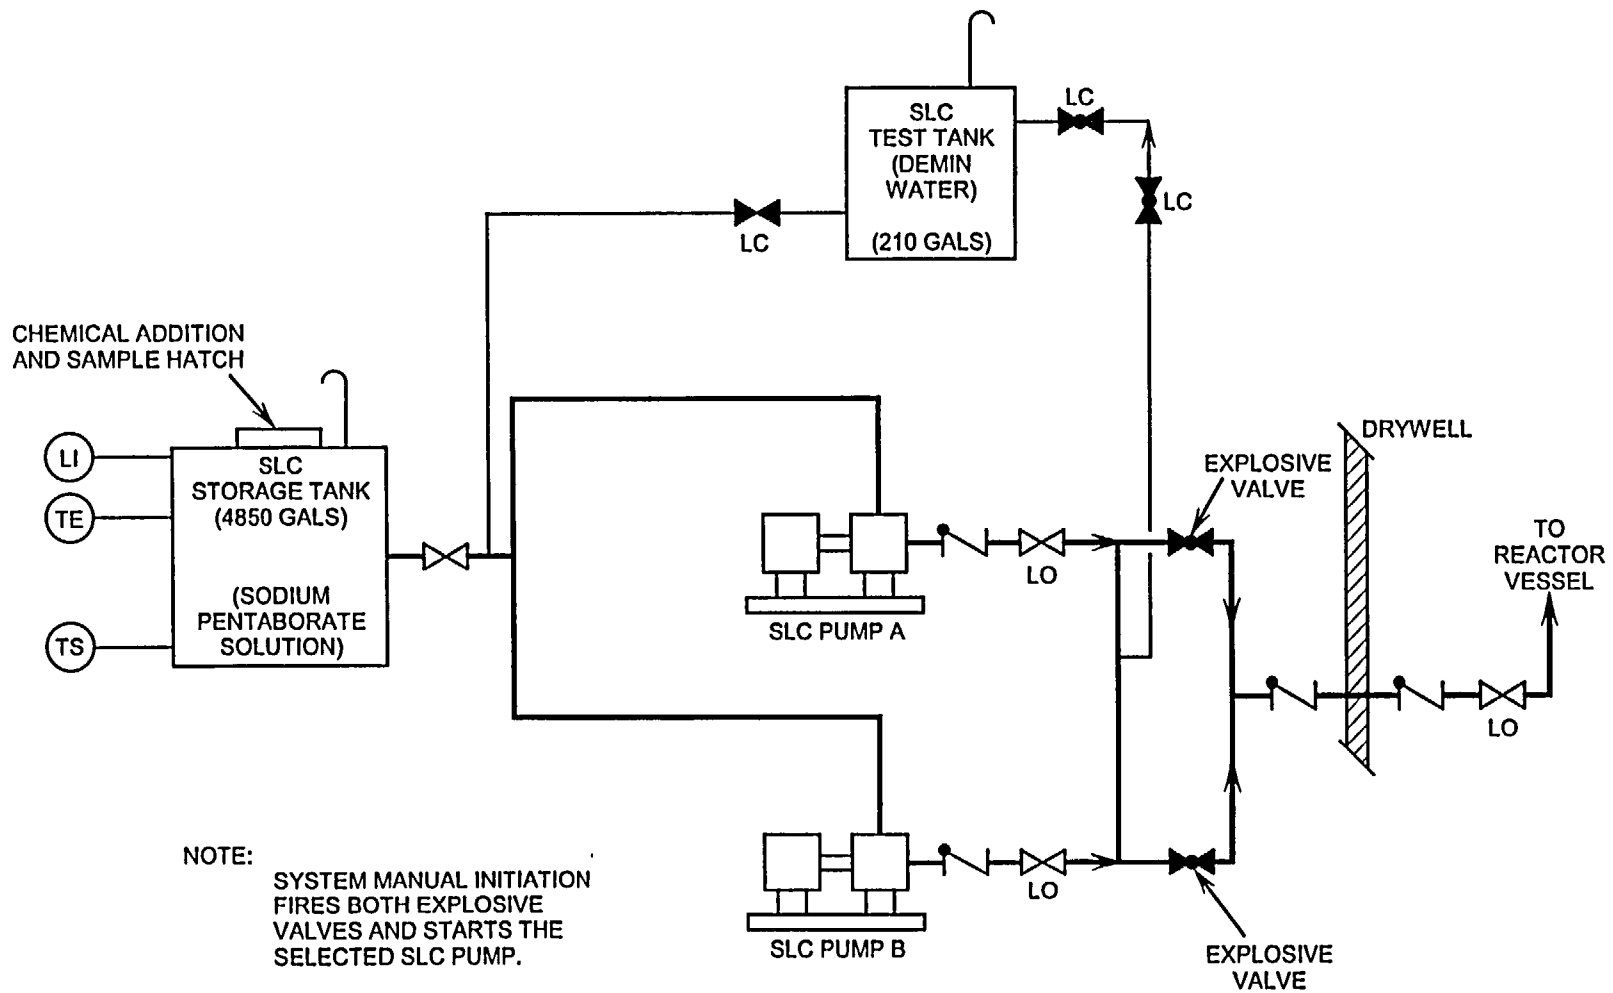 SLC
TEST TANK
(DEMIN
WATER)
(210 GALS)
LC
LC
LC
CHEMICAL ADDITION
AND SAMPLE HATCH
LI
TE
TS
SLC
STORAGE TANK
(4850 GALS)
(SODIUM
PENTABORATE
SOLUTION)
SLC PUMP A
LO
EXPLOSIVE
VALVE
DRYWELL
TO
REACTOR
VESSEL
LO
SLC PUMP B
LO
EXPLOSIVE
VALVE
NOTE:
SYSTEM MANUAL INITIATION
FIRES BOTH EXPLOSIVE
VALVES AND STARTS THE
SELECTED SLC PUMP.